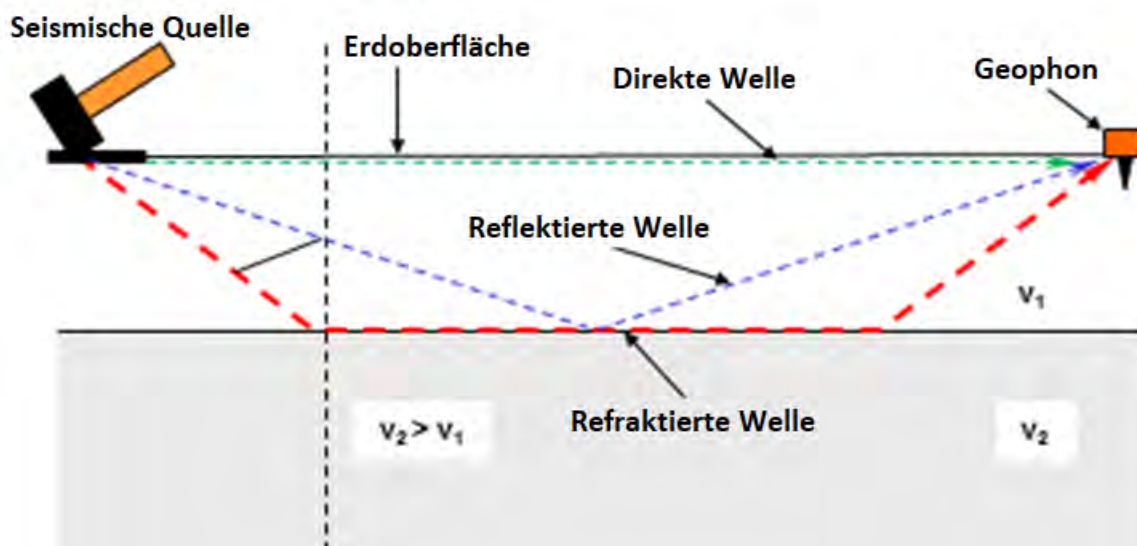 Seismische Quelle
Erdoberfläche
Direkte Welle
Geophon
Reflektierte Welle
v₁
Refraktierte Welle
v₂ > v₁
v₂